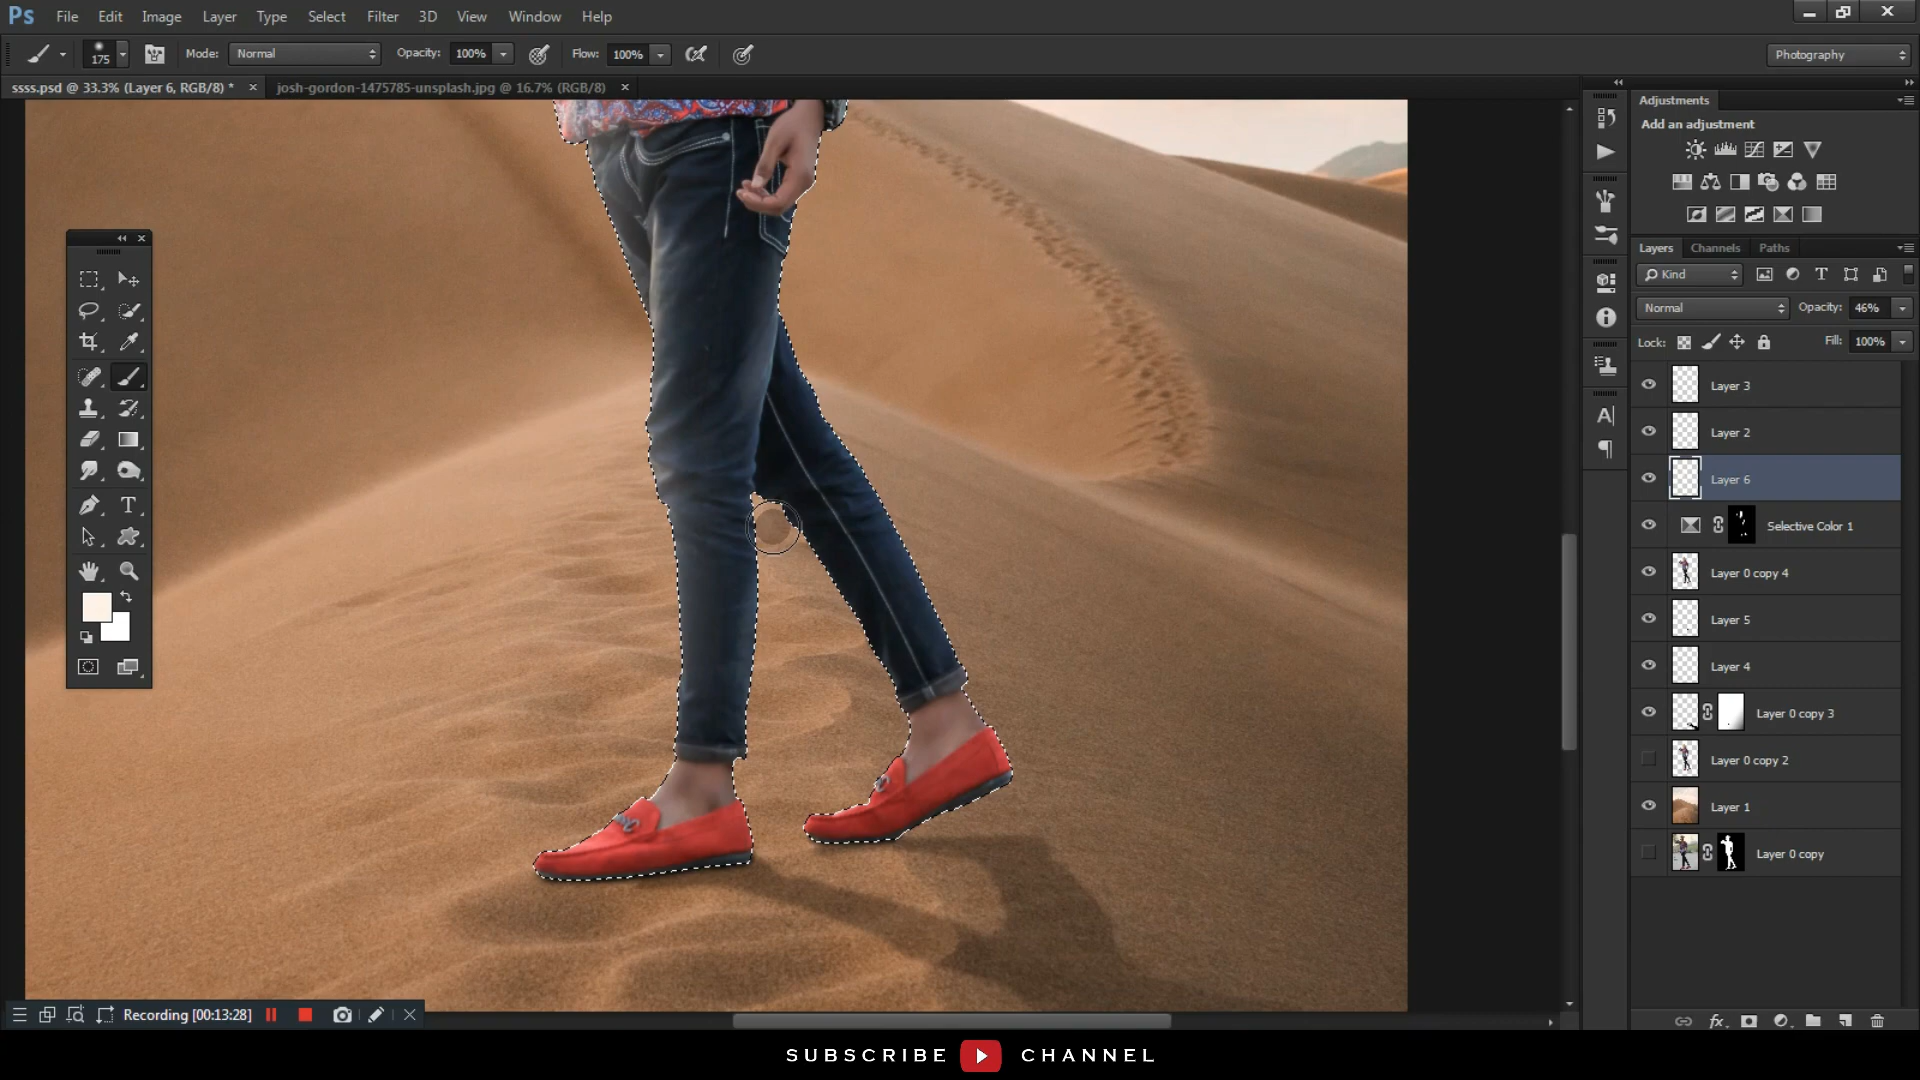 Ps File Edit Image Layer Type Select Filter 3D View Window Help
175 Mode: Normal Opacity: 100% Flow: 100% Photography
ssss.psd @ 33.3% (Layer 6, RGB/8) * × josh-gordon-1475785-unsplash.jpg @ 16.7% (RGB/8) ×
Adjustments
Add an adjustment
Layers Channels Paths
Kind
Normal Opacity: 46%
Lock: Fill: 100%
Layer 3
Layer 2
Layer 6
Selective Color 1
Layer 0 copy 4
Layer 5
Layer 4
Layer 0 copy 3
Layer 0 copy 2
Layer 1
Layer 0 copy
Recording [00:13:28]
SUBSCRIBE CHANNEL